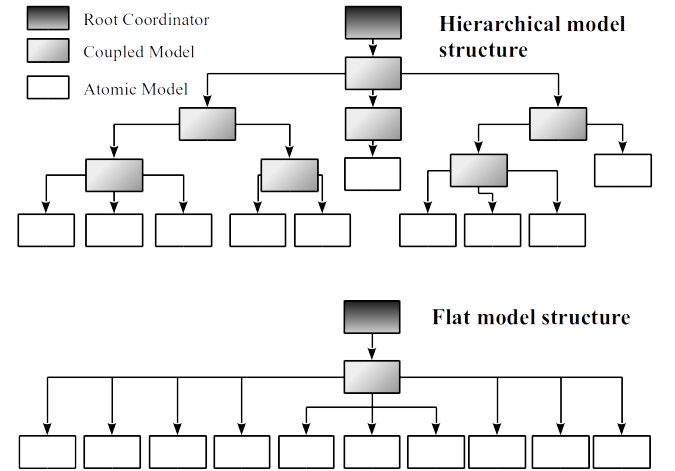 Root Coordinator
Coupled Model
Atomic Model
Hierarchical model
structure
Flat model structure